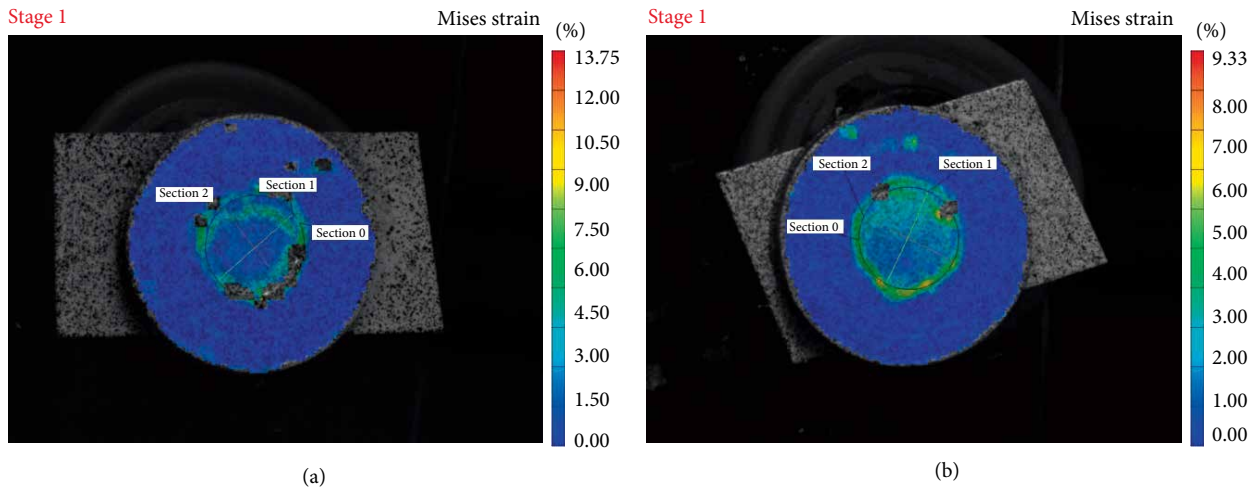 Stage 1
Mises strain
(%)
13.75
12.00
10.50
9.00
7.50
6.00
4.50
3.00
1.50
0.00
Section 2
Section 1
Section 0
(a)
Stage 1
Mises strain
(%)
9.33
8.00
7.00
6.00
5.00
4.00
3.00
2.00
1.00
0.00
Section 2
Section 1
Section 0
(b)